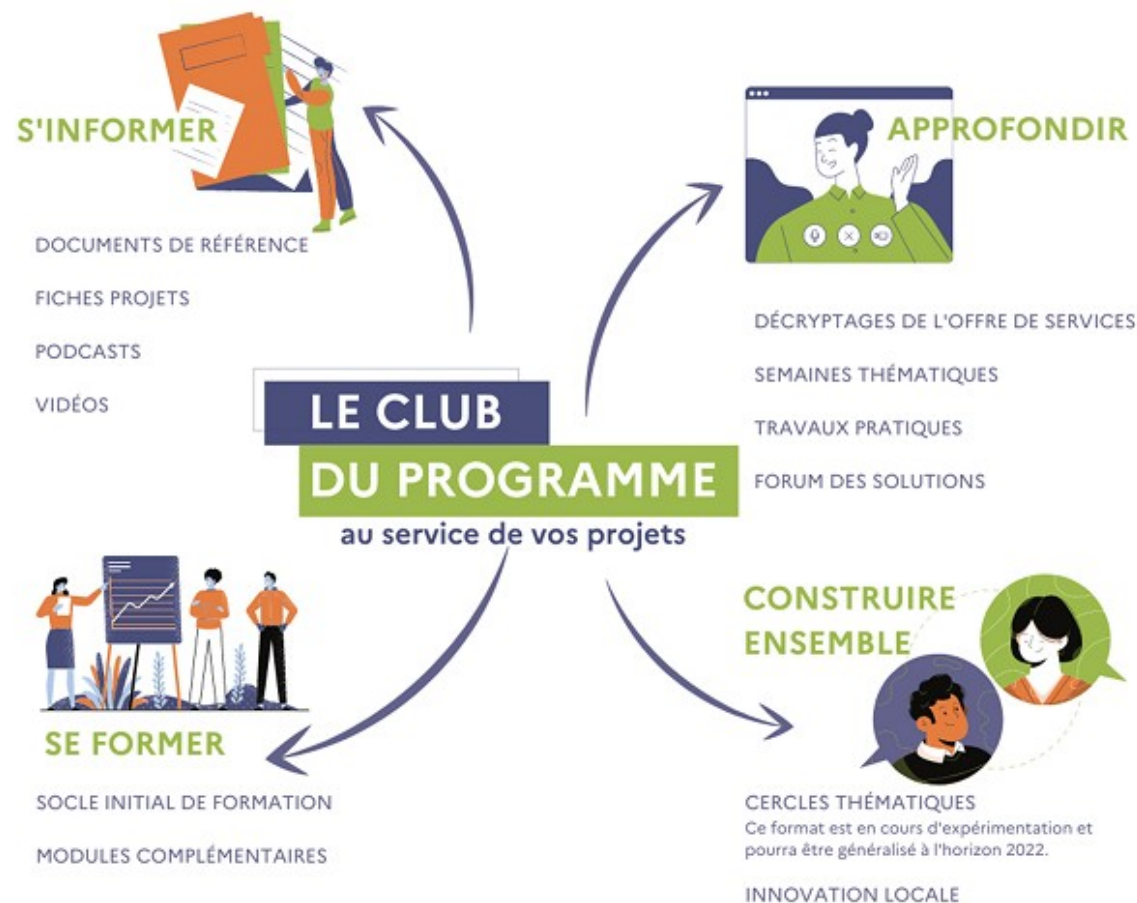 S'INFORMER
DOCUMENTS DE RÉFÉRENCE
FICHES PROJETS
PODCASTS
VIDÉOS
APPROFONDIR
DÉCRYPTAGES DE L'OFFRE DE SERVICES
SEMAINES THÉMATIQUES
TRAVAUX PRATIQUES
FORUM DES SOLUTIONS
LE CLUB
DU PROGRAMME
au service de vos projets
SE FORMER
SOCLE INITIAL DE FORMATION
MODULES COMPLÉMENTAIRES
CONSTRUIRE
ENSEMBLE
CERCLES THÉMATIQUES
Ce format est en cours d'expérimentation et
pourra être généralisé à l'horizon 2022.
INNOVATION LOCALE